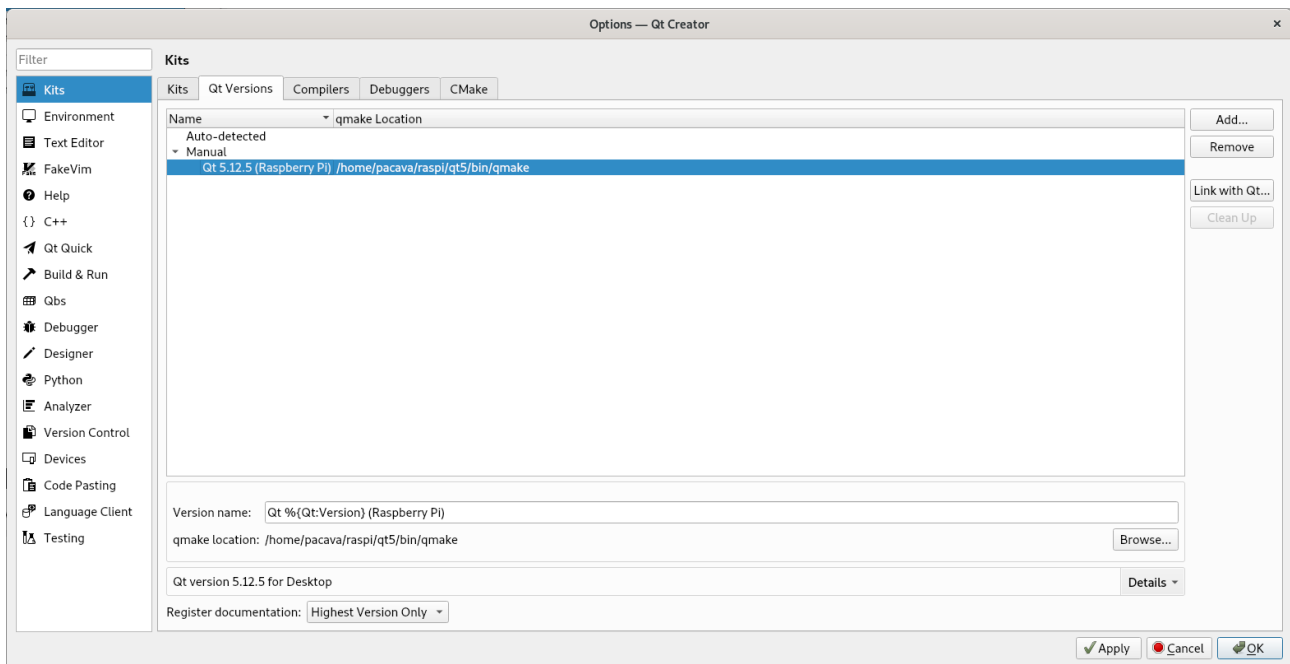 Options — Qt Creator
×
Filter
Kits
Environment
Text Editor
FakeVim
Help
{} C++
Qt Quick
Build & Run
Qbs
Debugger
Designer
Python
Analyzer
Version Control
Devices
Code Pasting
Language Client
Testing
Kits
Kits Qt Versions Compilers Debuggers CMake
Name qmake Location
Auto-detected
Manual
Qt 5.12.5 (Raspberry Pi) /home/pacava/raspi/qt5/bin/qmake
Add...
Remove
Link with Qt...
Clean Up
Version name: Qt %{Qt:Version} (Raspberry Pi)
qmake location: /home/pacava/raspi/qt5/bin/qmake Browse...
Qt version 5.12.5 for Desktop Details
Register documentation: Highest Version Only
Apply Cancel OK